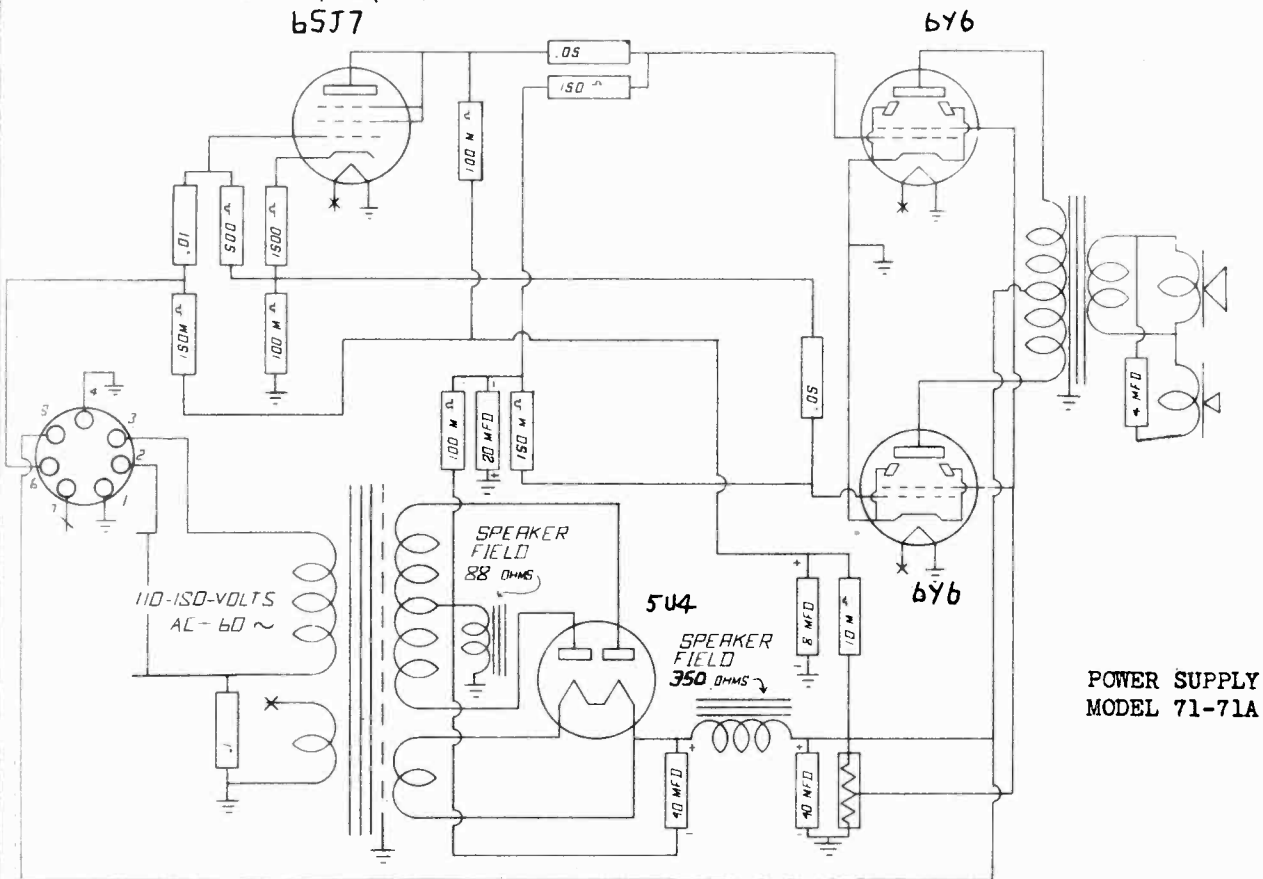 6SJ7
6Y6
.05
150 Ω
100 M Ω
.01
500 Ω
1500 Ω
150M Ω
100 M Ω
.05
4 MFD
4
5
3
2
6
7
1
100 M Ω
20 MFD
150 M Ω
-
+
SPEAKER
FIELD
88 OHMS
110-150-VOLTS
AC-60 ~
.1
5U4
6Y6
SPEAKER
FIELD
350 OHMS
+
8 MFD
-
10 M Ω
+
40 MFD
-
+
40 MFD
-
POWER SUPPLY
MODEL 71-71A